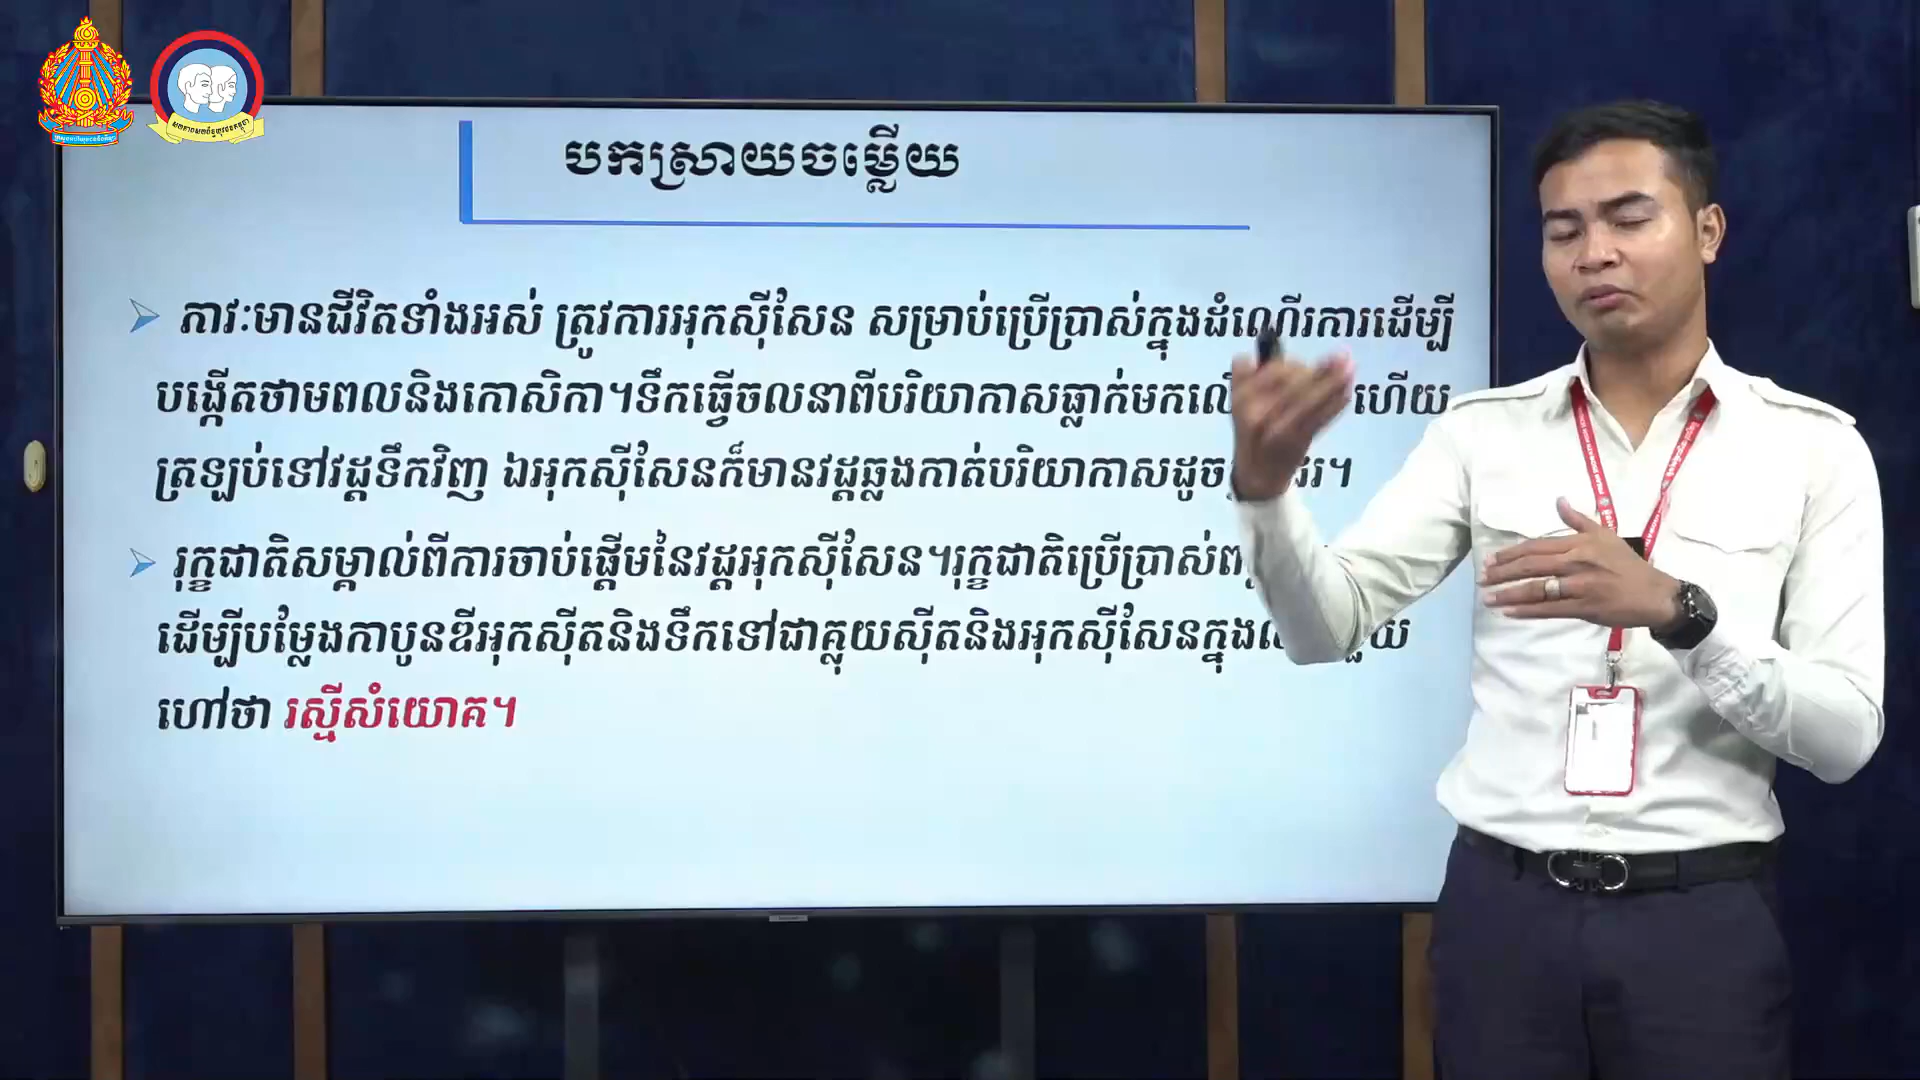 បកស្រាយចម្លើយ
ភាវៈមានជីវិតទាំងអស់ ត្រូវការអុកស៊ីសែន សម្រាប់ប្រើប្រាស់ក្នុងដំណើរការដើម្បី
បង្កើតថាមពលនិងកោសិកា។ទឹកធ្វើចលនាពីបរិយាកាសធ្លាក់មក ហើយ
ត្រឡប់ទៅវដ្តទឹកវិញ ឯអុកស៊ីសែនក៏មានវដ្តឆ្លងកាត់បរិយាកាស
រុក្ខជាតិសម្គាល់ពីការចាប់ផ្តើមនៃវដ្តអុកស៊ីសែន។រុក្ខជាតិប្រើប្រាស់
ដើម្បីបម្លែងកាបូនឌីអុកស៊ីតនិងទឹកទៅជាគ្លុយស៊ីតនិងអុកស៊ីសែនក្នុង
ហៅថា រស្មីសំយោគ។